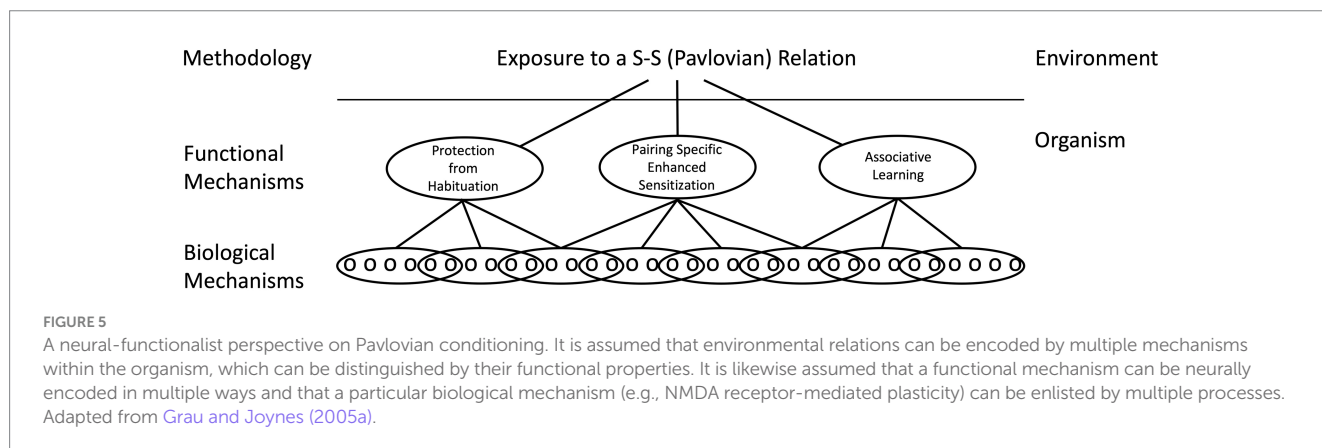 Methodology
Exposure to a S-S (Pavlovian) Relation
Environment
Organism
Functional
Mechanisms
Protection
from
Habituation
Pairing Specific
Enhanced
Sensitization
Associative
Learning
Biological
Mechanisms
O O O O O O O O O O O O O O O O O O O O O O O O O O O O O O O O O O
FIGURE 5
A neural-functionalist perspective on Pavlovian conditioning. It is assumed that environmental relations can be encoded by multiple mechanisms
within the organism, which can be distinguished by their functional properties. It is likewise assumed that a functional mechanism can be neurally
encoded in multiple ways and that a particular biological mechanism (e.g., NMDA receptor-mediated plasticity) can be enlisted by multiple processes.
Adapted from Grau and Joynes (2005a).